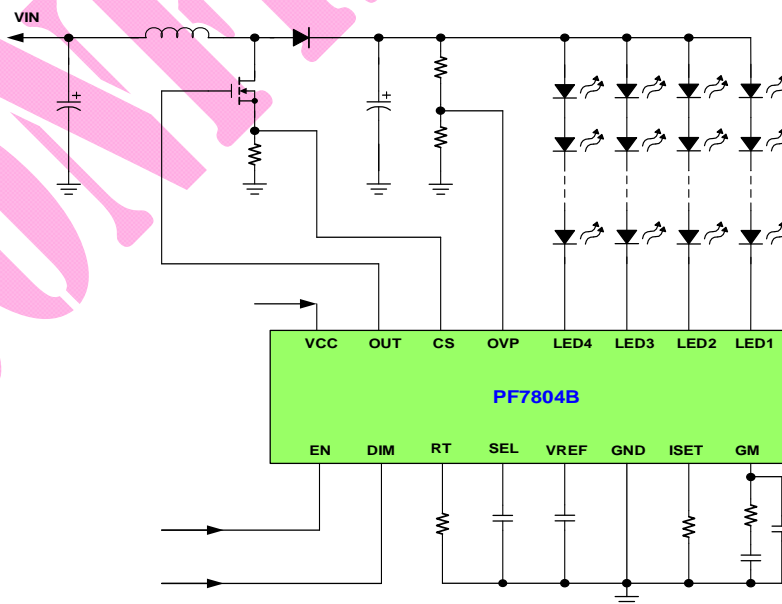 VIN
VCC OUT CS OVP LED4 LED3 LED2 LED1
PF7804B
EN DIM RT SEL VREF GND ISET GM